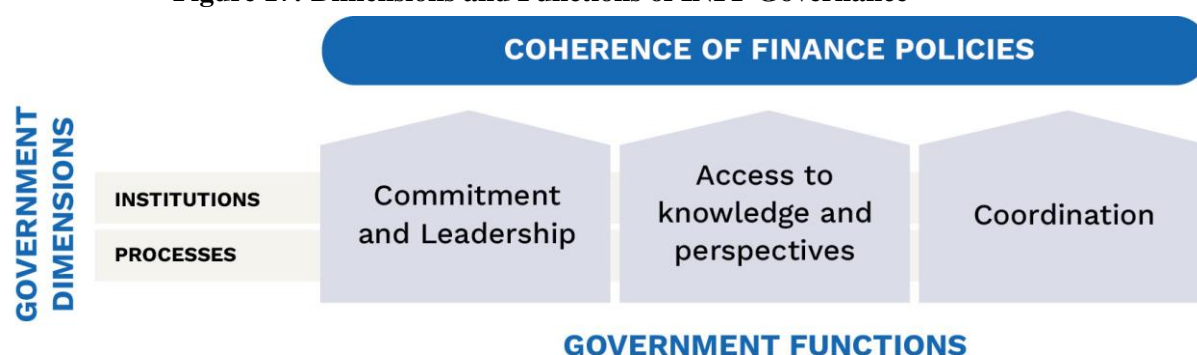 COHERENCE OF FINANCE POLICIES
GOVERNMENT
DIMENSIONS
INSTITUTIONS
PROCESSES
Commitment
and Leadership
Access to
knowledge and
perspectives
Coordination
GOVERNMENT FUNCTIONS